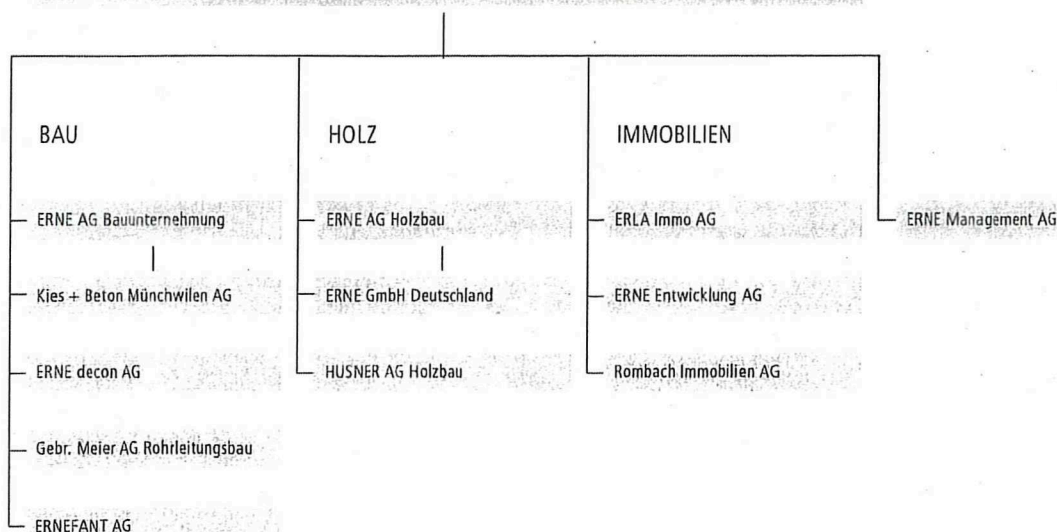 BAU
ERNE AG Bauunternehmung
Kies + Beton Münchwilen AG
ERNE decon AG
Gebr. Meier AG Rohrleitungsbau
ERNEFANT AG
HOLZ
ERNE AG Holzbau
ERNE GmbH Deutschland
HUSNER AG Holzbau
IMMOBILIEN
ERLA Immo AG
ERNE Entwicklung AG
Rombach Immobilien AG
ERNE Management AG